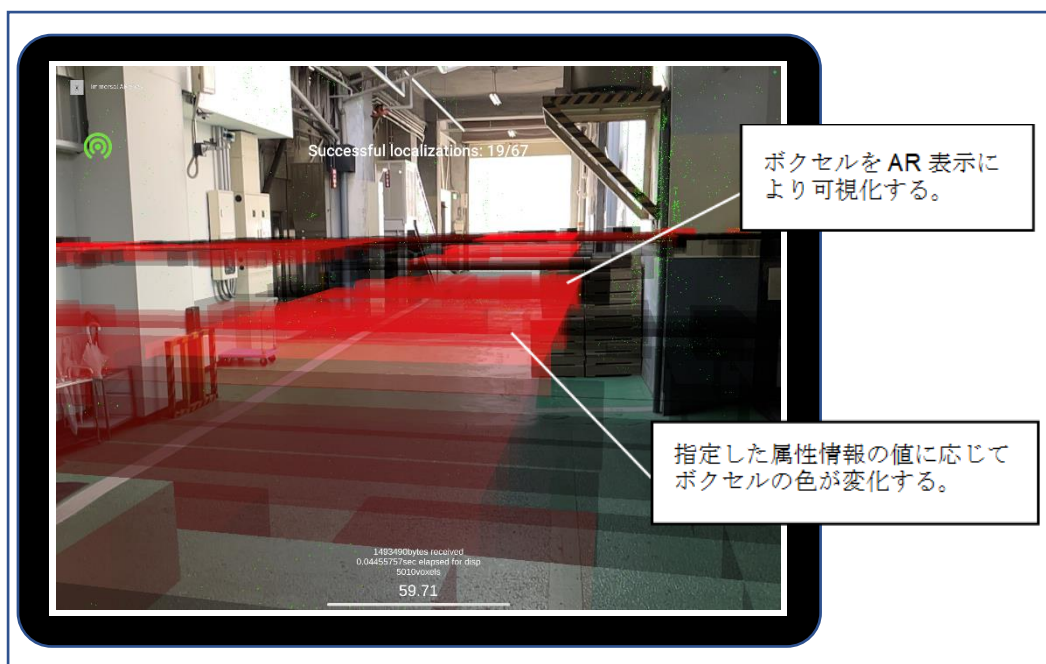 x
Successful localizations: 19/67
ボクセルを AR 表示に
より可視化する。
指定した属性情報の値に応じて
ボクセルの色が変化する。
1493490bytes received
0.04455757sec elapsed for disp
5010voxels
59.71